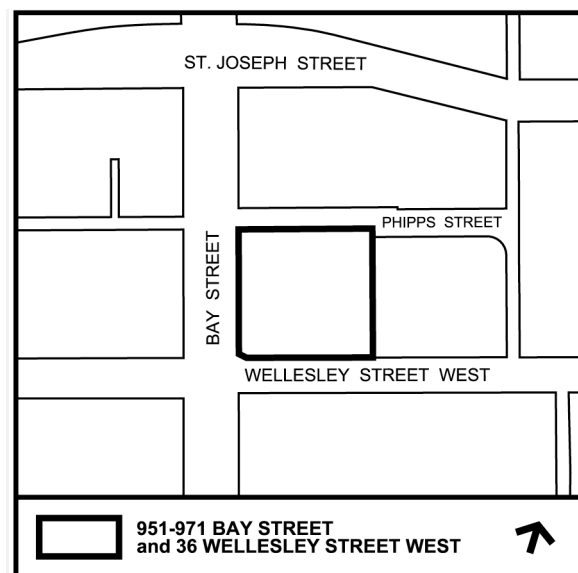 ST. JOSEPH STREET
PHIPPS STREET
BAY STREET
WELLESLEY STREET WEST
951-971 BAY STREET
and 36 WELLESLEY STREET WEST